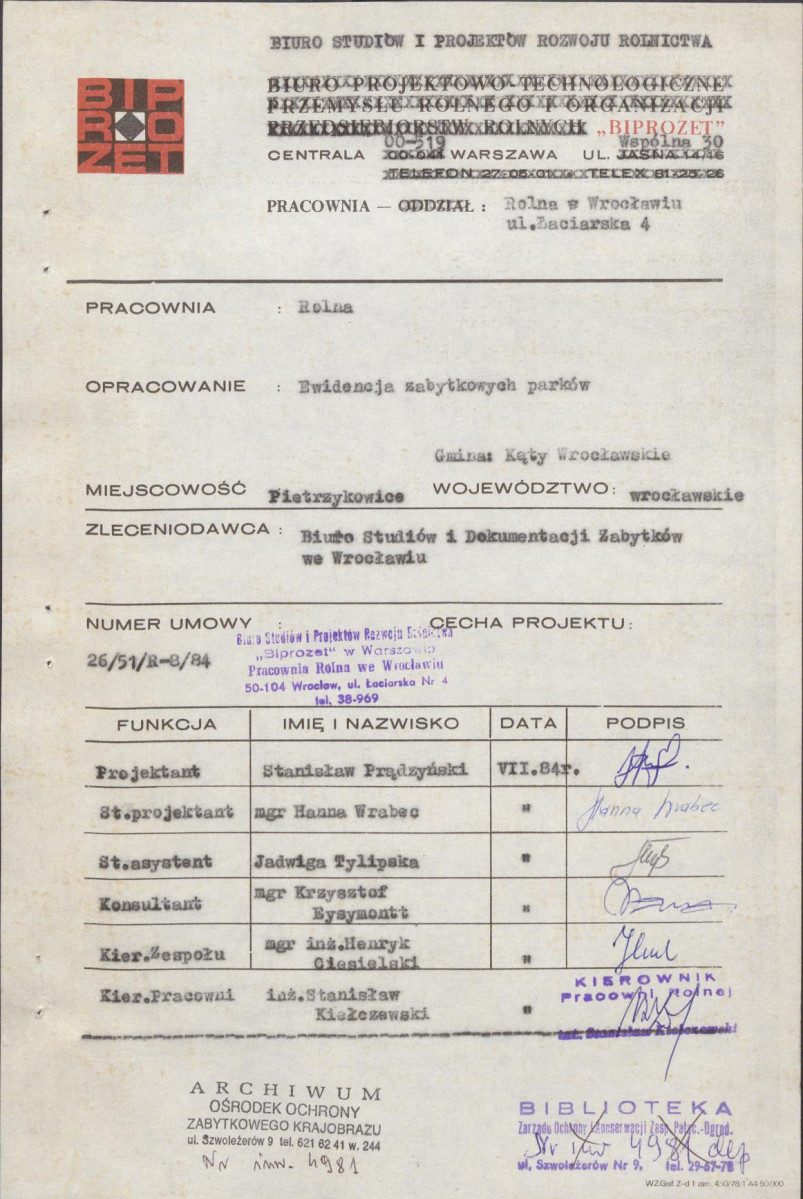 BIURO STUDIÓW I PROJEKTÓW ROZWOJU ROLNICTWA
BIP
RO
ZET
BIURO PROJEKTOWO-TECHNOLOGICZNE
PRZEMYSŁU ROLNEGO I ORGANIZACJI
PRZEDSIĘBIORSTW ROLNYCH „BIPROZET”
00-519 Wspólna 30
CENTRALA 00-041 WARSZAWA UL. JASNA 14/16
TELEFON 27-05-01 . TELEX 81-25-26
PRACOWNIA — ODDZIAŁ : Rolna w Wrocławiu
ul.Łaciarska 4
PRACOWNIA : Rolna
OPRACOWANIE : Ewidencja zabytkowych parków
Gmina: Kąty Wrocławskie
MIEJSCOWOŚĆ Pietrzykowice WOJEWÓDZTWO: wrocławskie
ZLECENIODAWCA : Biuro Studiów i Dokumentacji Zabytków
we Wrocławiu
NUMER UMOWY : CECHA PROJEKTU:
Biuro Studiów i Projektów Rozwoju Rolnictwa
„Biprozet" w Warszawie
26/51/R-8/84
Pracownia Rolna we Wrocławiu
50-104 Wrocław, ul. Łaciarska Nr 4
tel. 38-969
FUNKCJA IMIĘ I NAZWISKO DATA PODPIS
Projektant Stanisław Prądzyński VII.84r.
St.projektant mgr Hanna Wrabec " Hanna Wrabec
St.asystent Jadwiga Tylipska "
Konsultant mgr Krzysztof
Eysymontt "
Kier.Zespołu mgr inż.Henryk
Ciesielski "
KIEROWNIK
Kier.Pracowni inż.Stanisław Pracowni Rolnej
Kiełczewski "
inż. Stanisław Kiełczewski
ARCHIWUM
OŚRODEK OCHRONY
ZABYTKOWEGO KRAJOBRAZU
ul. Szwoleżerów 9 tel. 621 62 41 w. 244
Nr inw. 4981
BIBLIOTEKA
Zarządu Ochrony i Konserwacji Zesp. Pałac.-Ogrod.
Nr inw 4981 dep
ul. Szwoleżerów Nr 9, tel. 29-67-78